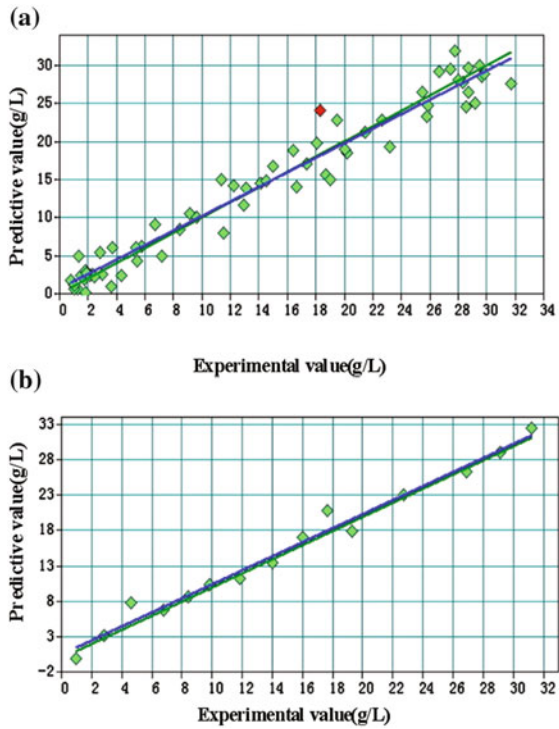 (a)
Predictive value(g/L)
30
25
20
15
10
5
0
0 2 4 6 8 10 12 14 16 18 20 22 24 26 28 30 32 34
Experimental value(g/L)
(b)
Predictive value(g/L)
33
28
23
18
13
8
3
-2
0 2 4 6 8 10 12 14 16 18 20 22 24 26 28 30 32
Experimental value(g/L)